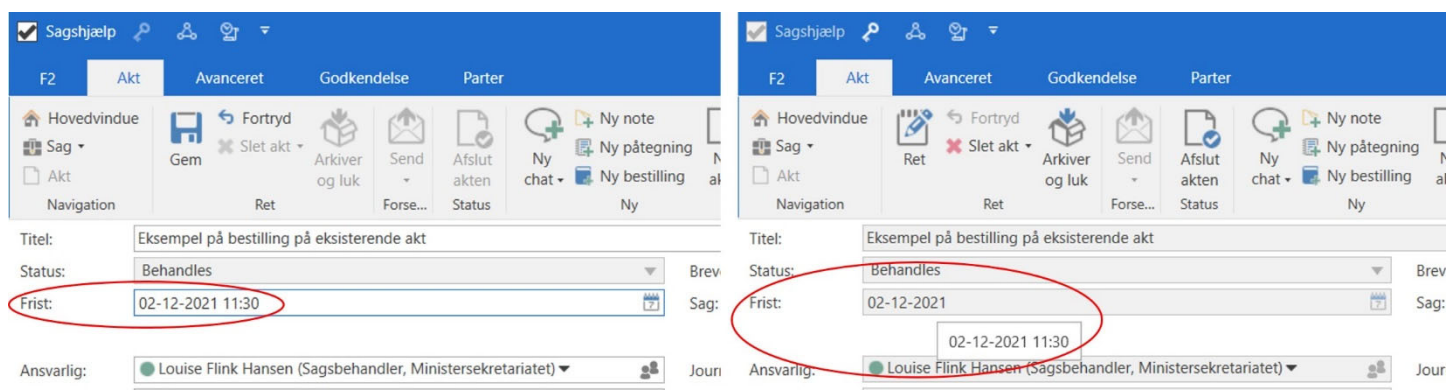 Sagshjælp
F2 Akt Avanceret Godkendelse Parter
Hovedvindue
Sag
Akt
Navigation
Gem
Fortryd
Slet akt
Ret
Arkiver
og luk
Send
Forse...
Afslut
akten
Status
Ny
chat
Ny note
Ny påtegning
Ny bestilling
Ny
Titel: Eksempel på bestilling på eksisterende akt
Status: Behandles
Frist: 02-12-2021 11:30
Sag:
Ansvarlig: Louise Flink Hansen (Sagsbehandler, Ministersekretariatet)
Sagshjælp
F2 Akt Avanceret Godkendelse Parter
Hovedvindue
Sag
Akt
Navigation
Ret
Fortryd
Slet akt
Ret
Arkiver
og luk
Send
Forse...
Afslut
akten
Status
Ny
chat
Ny note
Ny påtegning
Ny bestilling
Ny
Titel: Eksempel på bestilling på eksisterende akt
Status: Behandles
Frist: 02-12-2021
Sag:
02-12-2021 11:30
Ansvarlig: Louise Flink Hansen (Sagsbehandler, Ministersekretariatet)